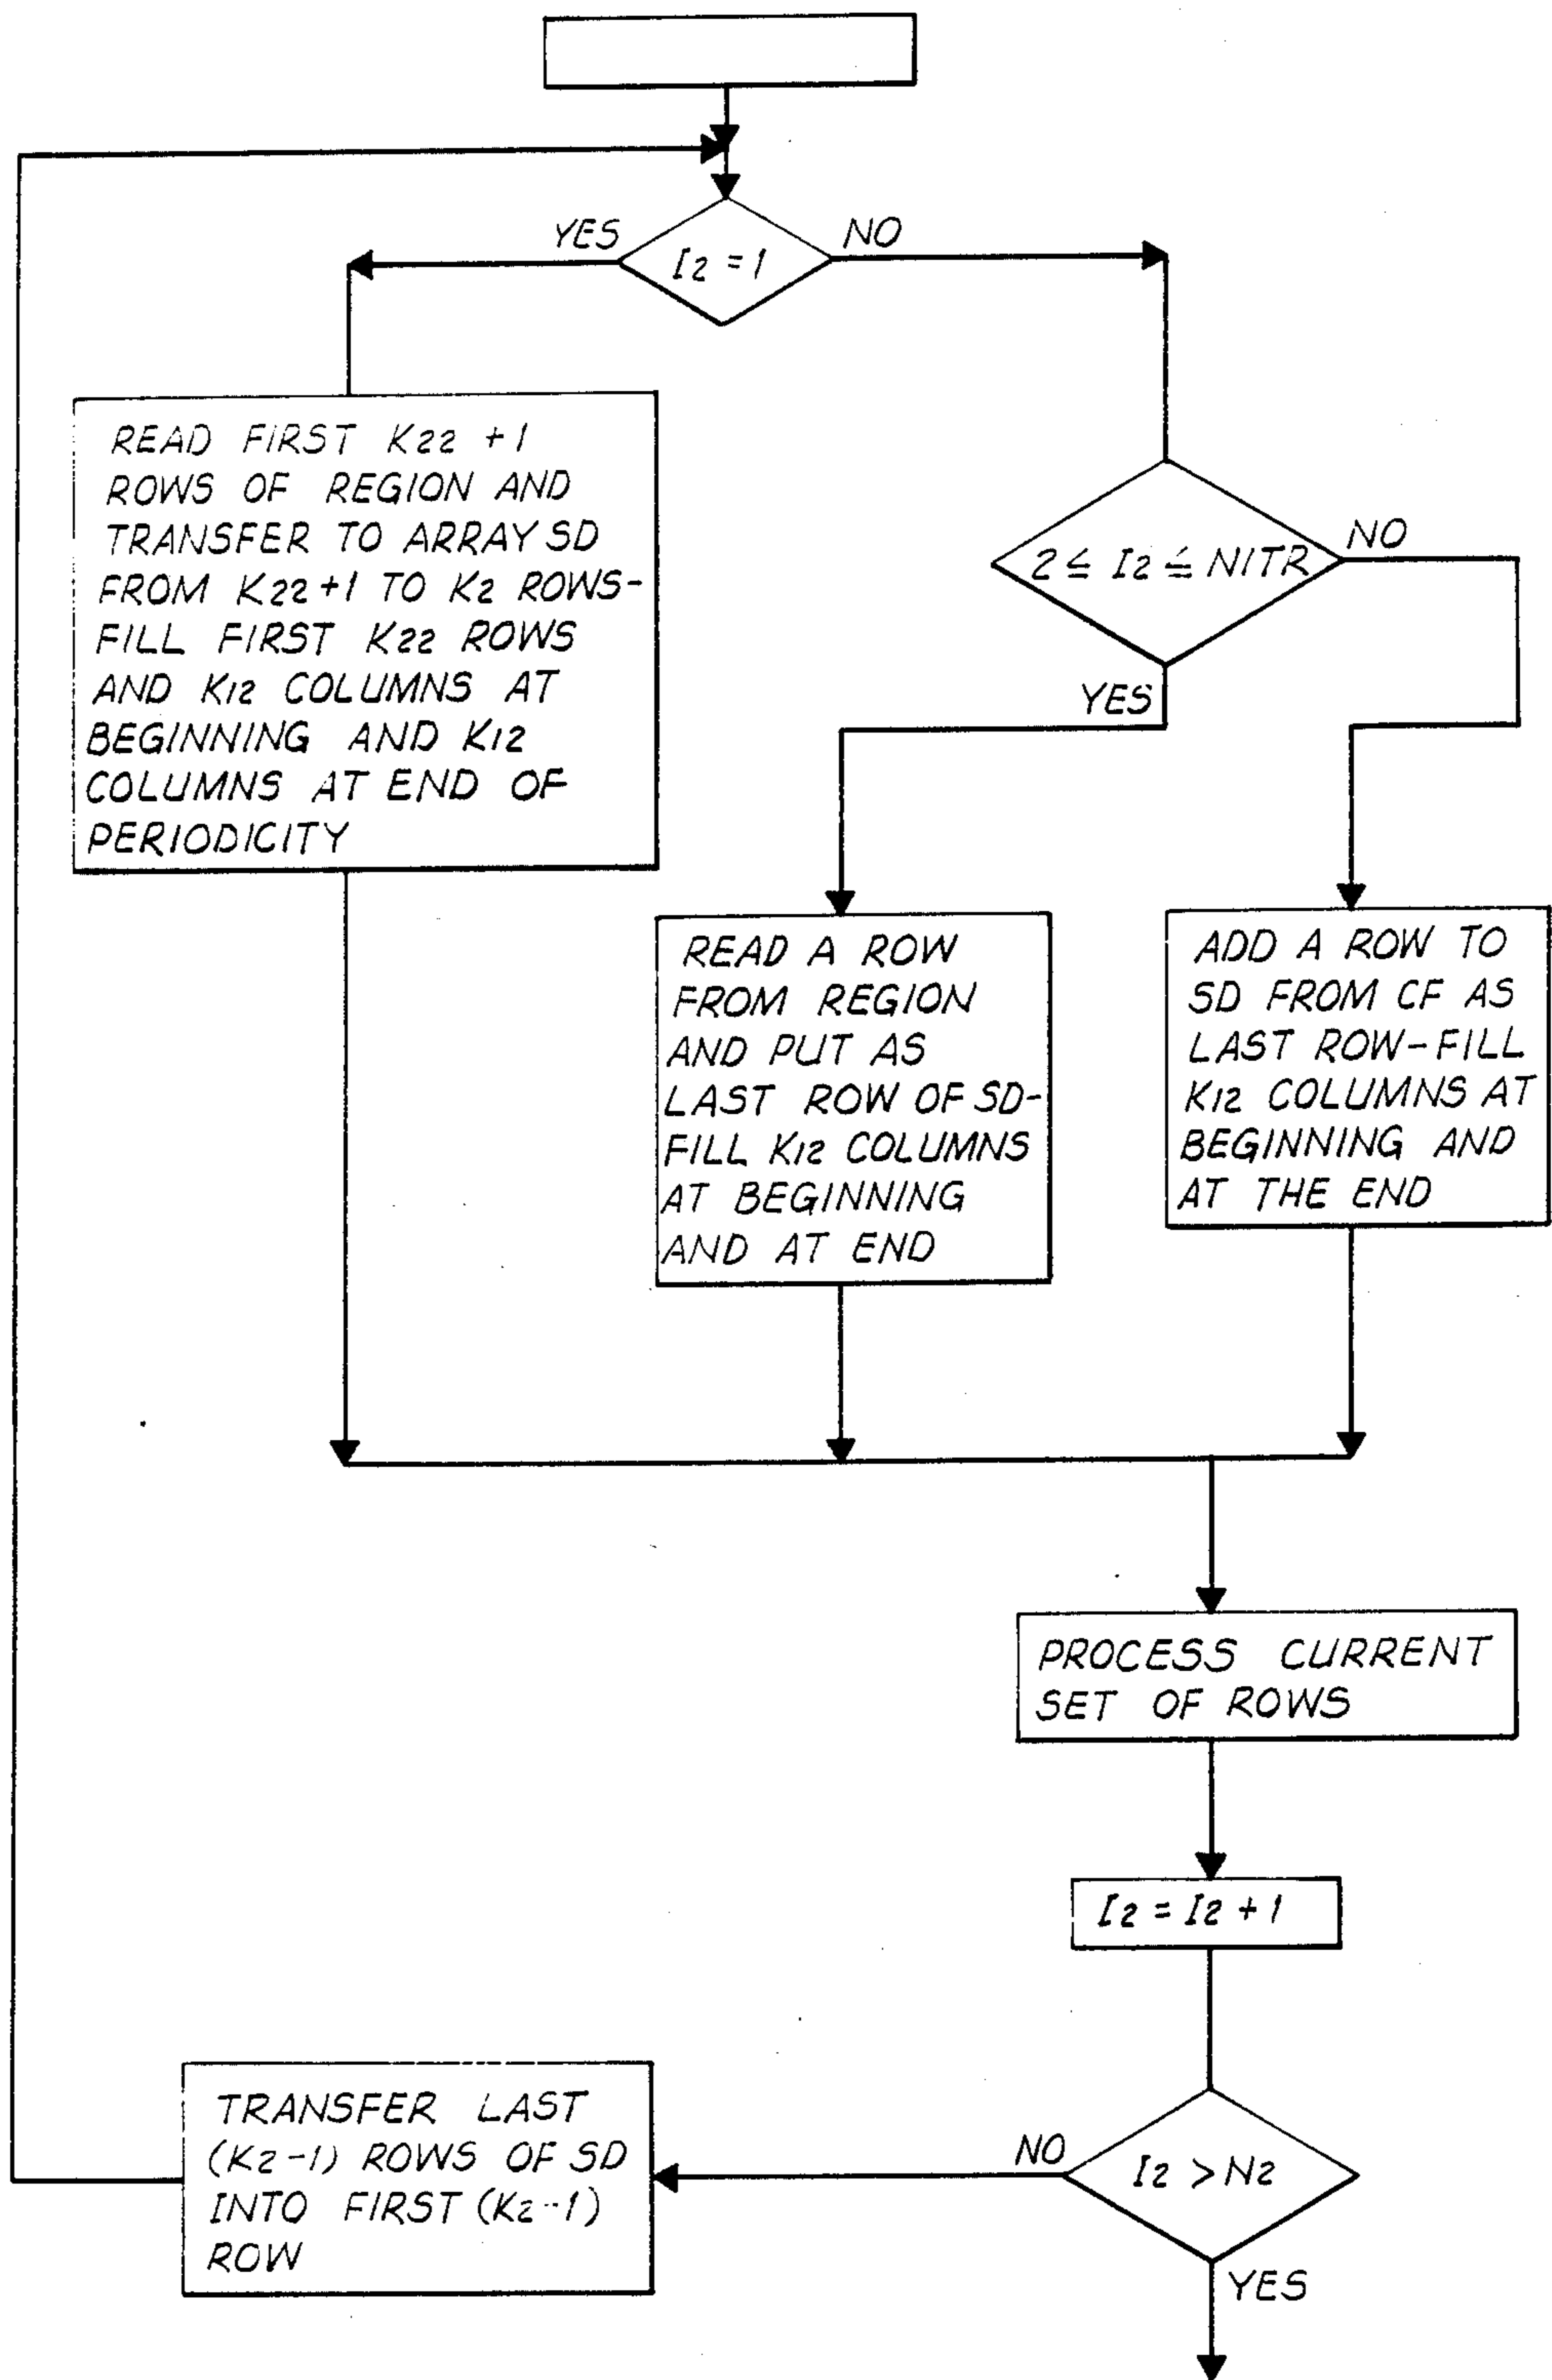 YES
NO
I2 = 1
READ FIRST K22 + 1
ROWS OF REGION AND
TRANSFER TO ARRAY SD
FROM K22+1 TO K2 ROWS-
FILL FIRST K22 ROWS
AND K12 COLUMNS AT
BEGINNING AND K12
COLUMNS AT END OF
PERIODICITY
2 ≤ I2 ≤ NITR
NO
YES
READ A ROW
FROM REGION
AND PUT AS
LAST ROW OF SD-
FILL K12 COLUMNS
AT BEGINNING
AND AT END
ADD A ROW TO
SD FROM CF AS
LAST ROW-FILL
K12 COLUMNS AT
BEGINNING AND
AT THE END
PROCESS CURRENT
SET OF ROWS
I2 = I2 + 1
I2 > N2
NO
YES
TRANSFER LAST
(K2-1) ROWS OF SD
INTO FIRST (K2-1)
ROW